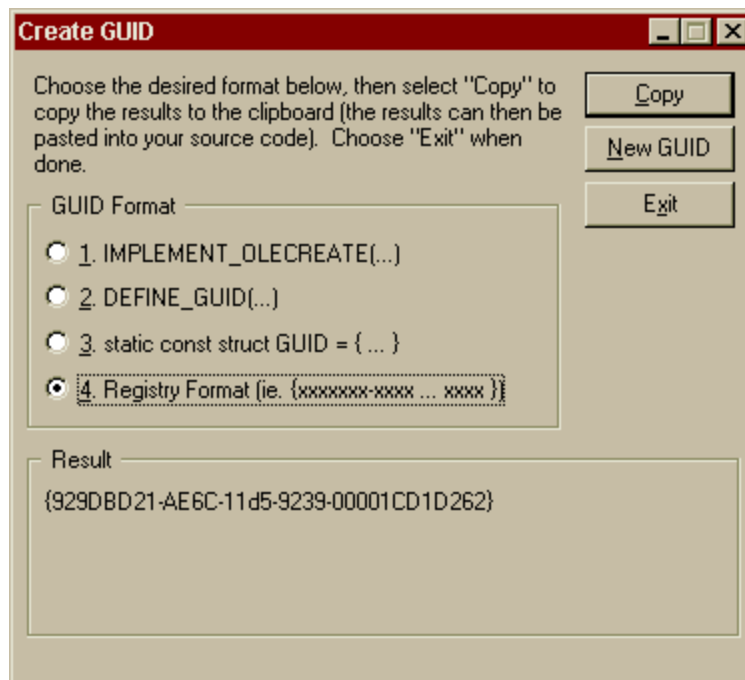 Create GUID
Choose the desired format below, then select "Copy" to
copy the results to the clipboard (the results can then be
pasted into your source code).  Choose "Exit" when
done.
Copy
New GUID
Exit
GUID Format
1. IMPLEMENT_OLECREATE(...)
2. DEFINE_GUID(...)
3. static const struct GUID = { ... }
4. Registry Format (ie. {xxxxxxx-xxxx ... xxxx })
Result
{929DBD21-AE6C-11d5-9239-00001CD1D262}